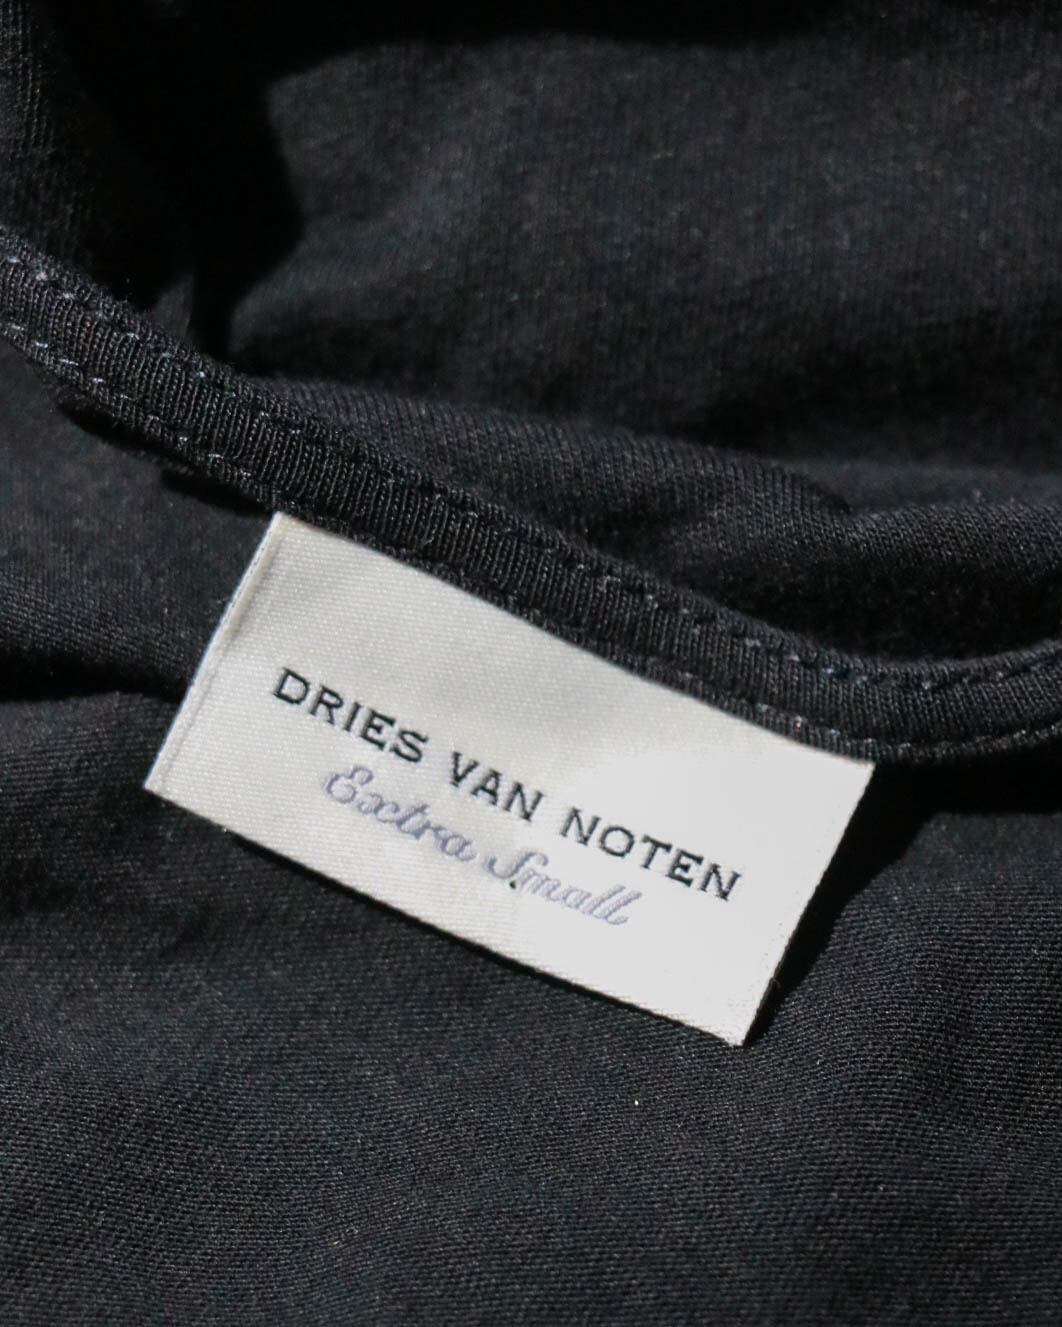 DRIES VAN NOTEN
Extra Small